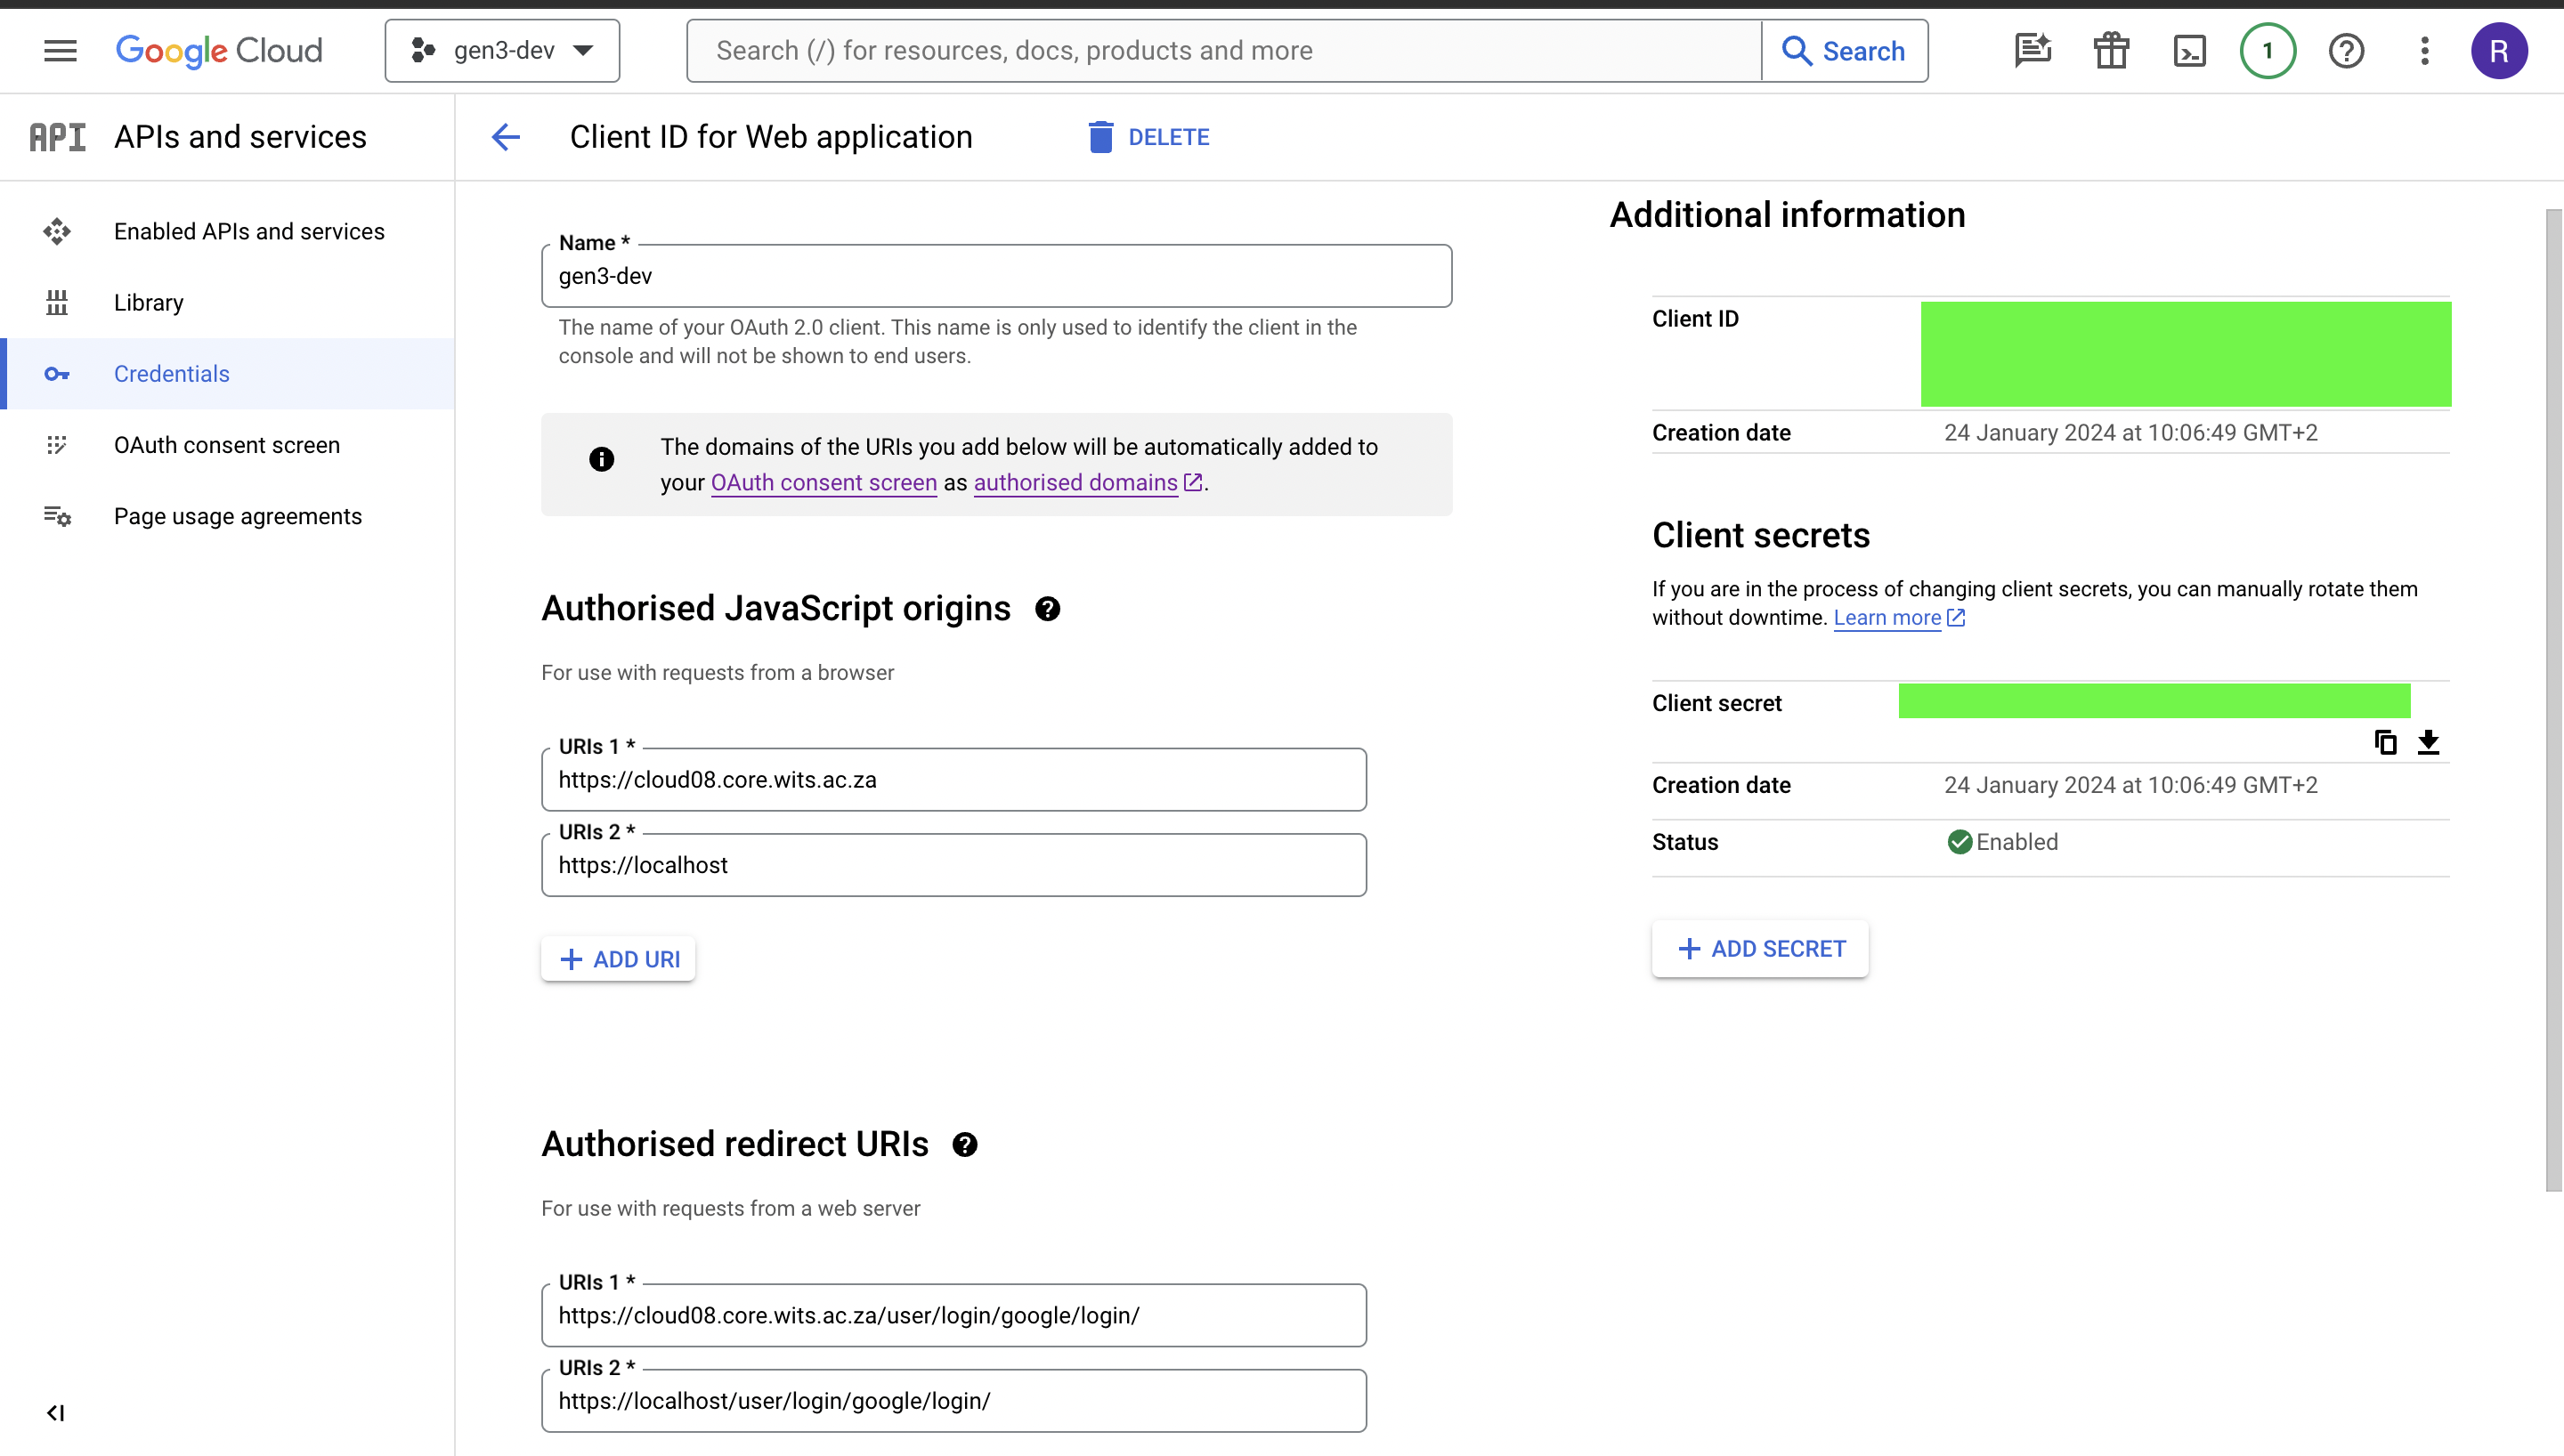 Google Cloud
gen3-dev
Search (/) for resources, docs, products and more
Search
1
R
API
APIs and services
Client ID for Web application
DELETE
Enabled APIs and services
Library
Credentials
OAuth consent screen
Page usage agreements
Name *
gen3-dev
The name of your OAuth 2.0 client. This name is only used to identify the client in the
console and will not be shown to end users.
The domains of the URIs you add below will be automatically added to
your OAuth consent screen as authorised domains.
Authorised JavaScript origins
For use with requests from a browser
URIs 1 *
https://cloud08.core.wits.ac.za
URIs 2 *
https://localhost
ADD URI
Authorised redirect URIs
For use with requests from a web server
URIs 1 *
https://cloud08.core.wits.ac.za/user/login/google/login/
URIs 2 *
https://localhost/user/login/google/login/
Additional information
Client ID
Creation date 24 January 2024 at 10:06:49 GMT+2
Client secrets
If you are in the process of changing client secrets, you can manually rotate them
without downtime. Learn more
Client secret
Creation date 24 January 2024 at 10:06:49 GMT+2
Status Enabled
ADD SECRET